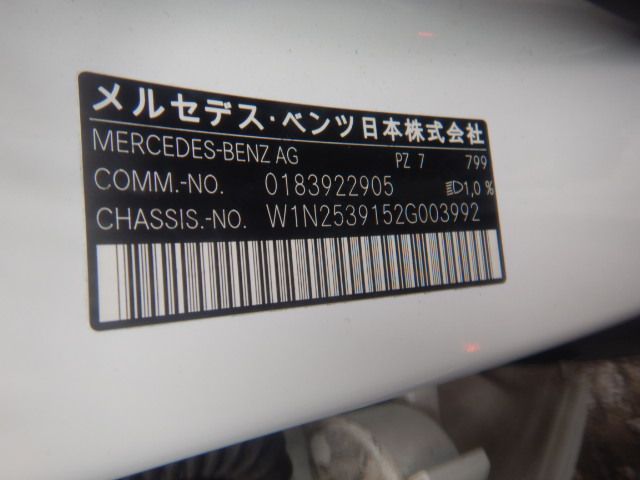 メルセデス・ベンツ日本株式会社
MERCEDES-BENZ AG PZ 7 799
COMM.-NO. 0183922905 1,0 %
CHASSIS.-NO. W1N2539152G003992